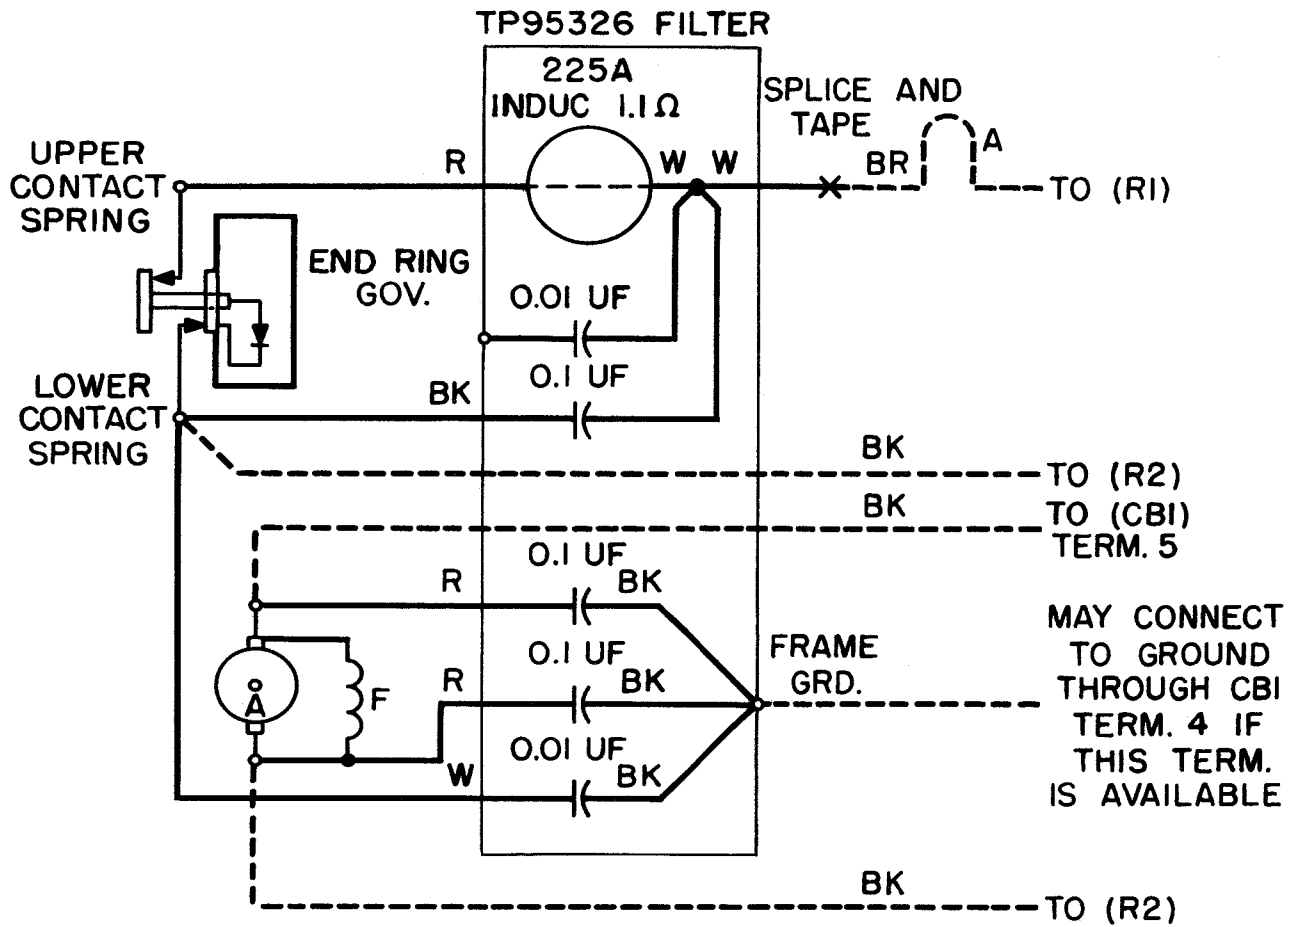 TP95326 FILTER
225A
INDUC 1.1Ω
SPLICE AND
TAPE
UPPER
CONTACT
SPRING
R
W W
BR
A
TO (R1)
END RING
GOV.
0.01 UF
0.1 UF
LOWER
CONTACT
SPRING
BK
BK
TO (R2)
BK
TO (CB1)
TERM. 5
0.1 UF
R
BK
MAY CONNECT
TO GROUND
THROUGH CB1
TERM. 4 IF
THIS TERM.
IS AVAILABLE
FRAME
GRD.
0.1 UF
R
BK
A
F
0.01 UF
W
BK
BK
TO (R2)